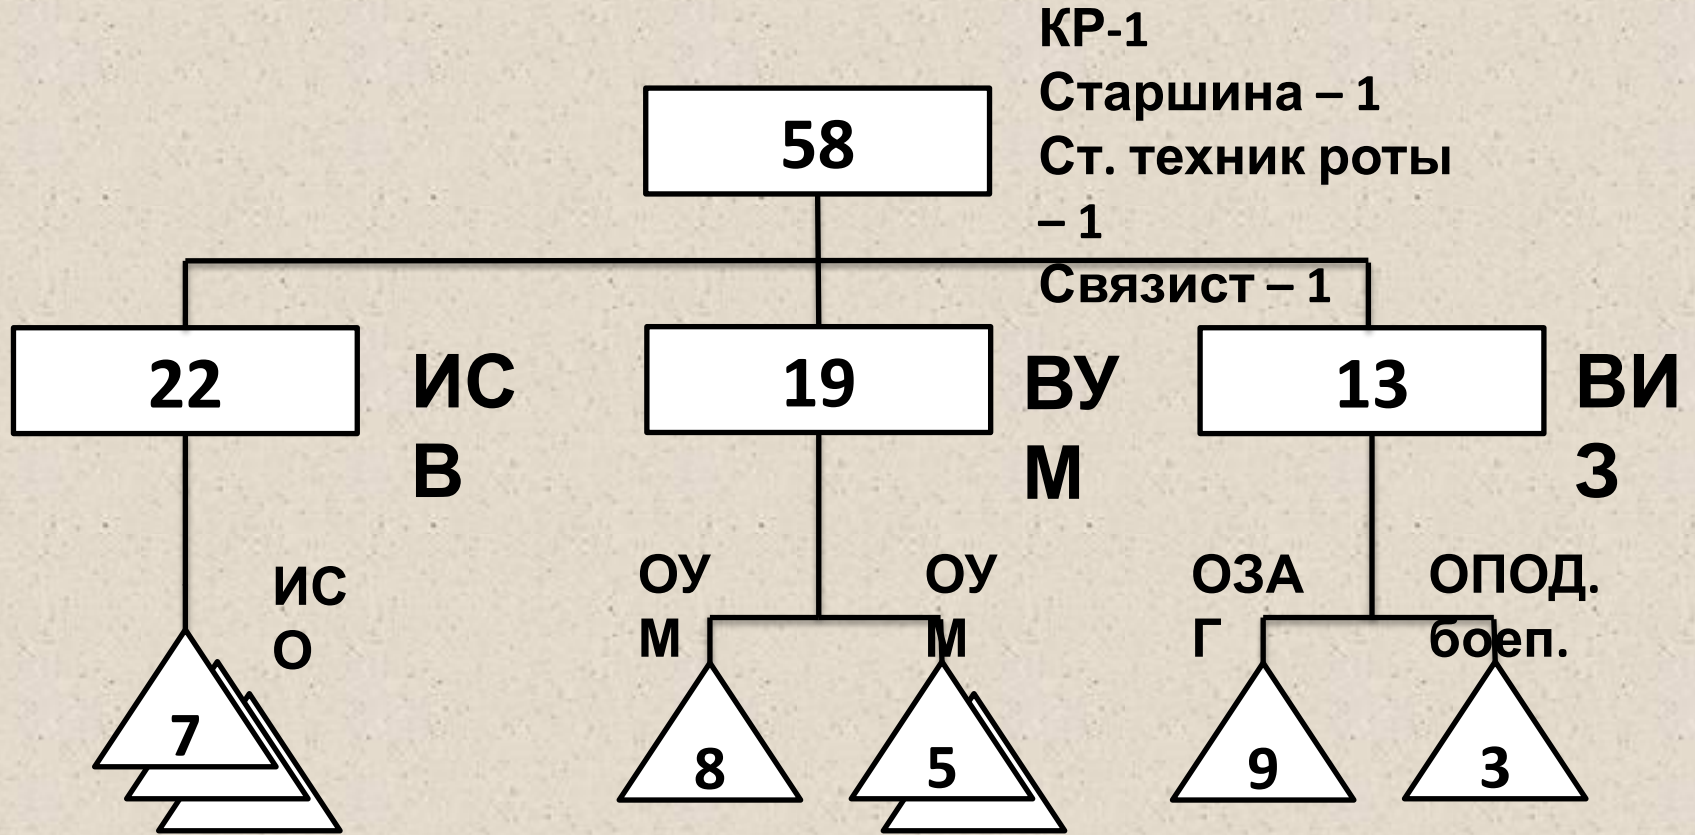 КР-1
Старшина – 1
58
Ст. техник роты
– 1
Связист – 1
22
ИС
В
19
ВУ
М
13
ВИ
З
ИС
О
ОУ
М
ОУ
М
ОЗА
Г
ОПОД.
боеп.
7
8
5
9
3